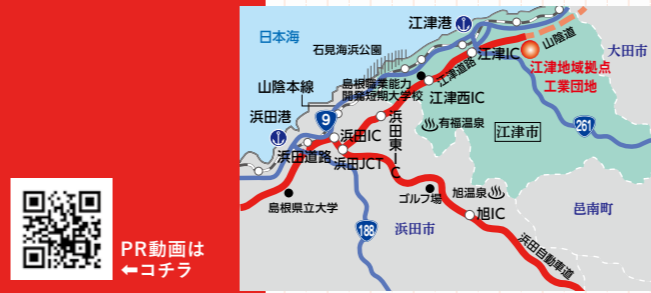 日本海
江津港
石見海浜公園
山陰道
大田市
江津IC
江津地域拠点
工業団地
江津道路
島根職業能力
開発短期大学校
山陰本線
江津西IC
浜田港
9
浜田東IC
有福温泉
江津市
261
浜田IC
浜田道路
浜田JCT
島根県立大学
ゴルフ場
旭温泉
旭IC
邑南町
188
浜田市
浜田自動車道
PR動画は
⬅コチラ